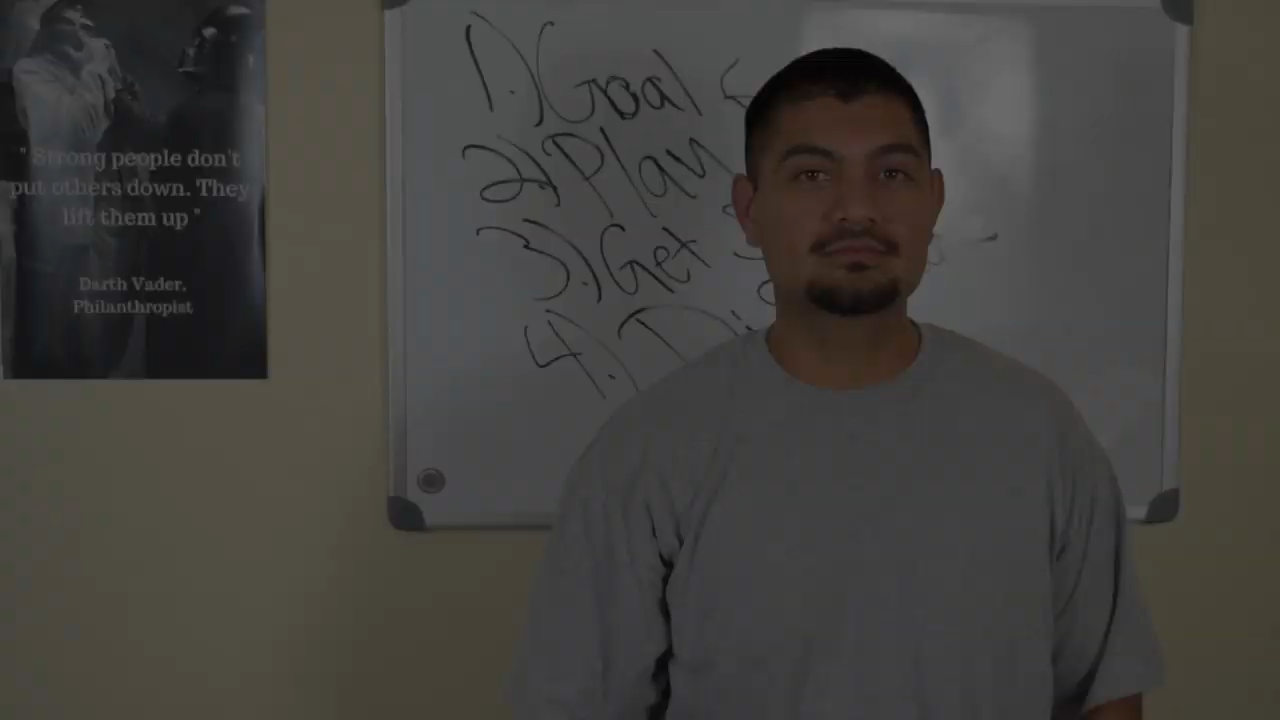 " Strong people don't
put others down. They
lift them up "
Darth Vader,
Philanthropist
1.) Goal
2) Play
3.) Get
4).